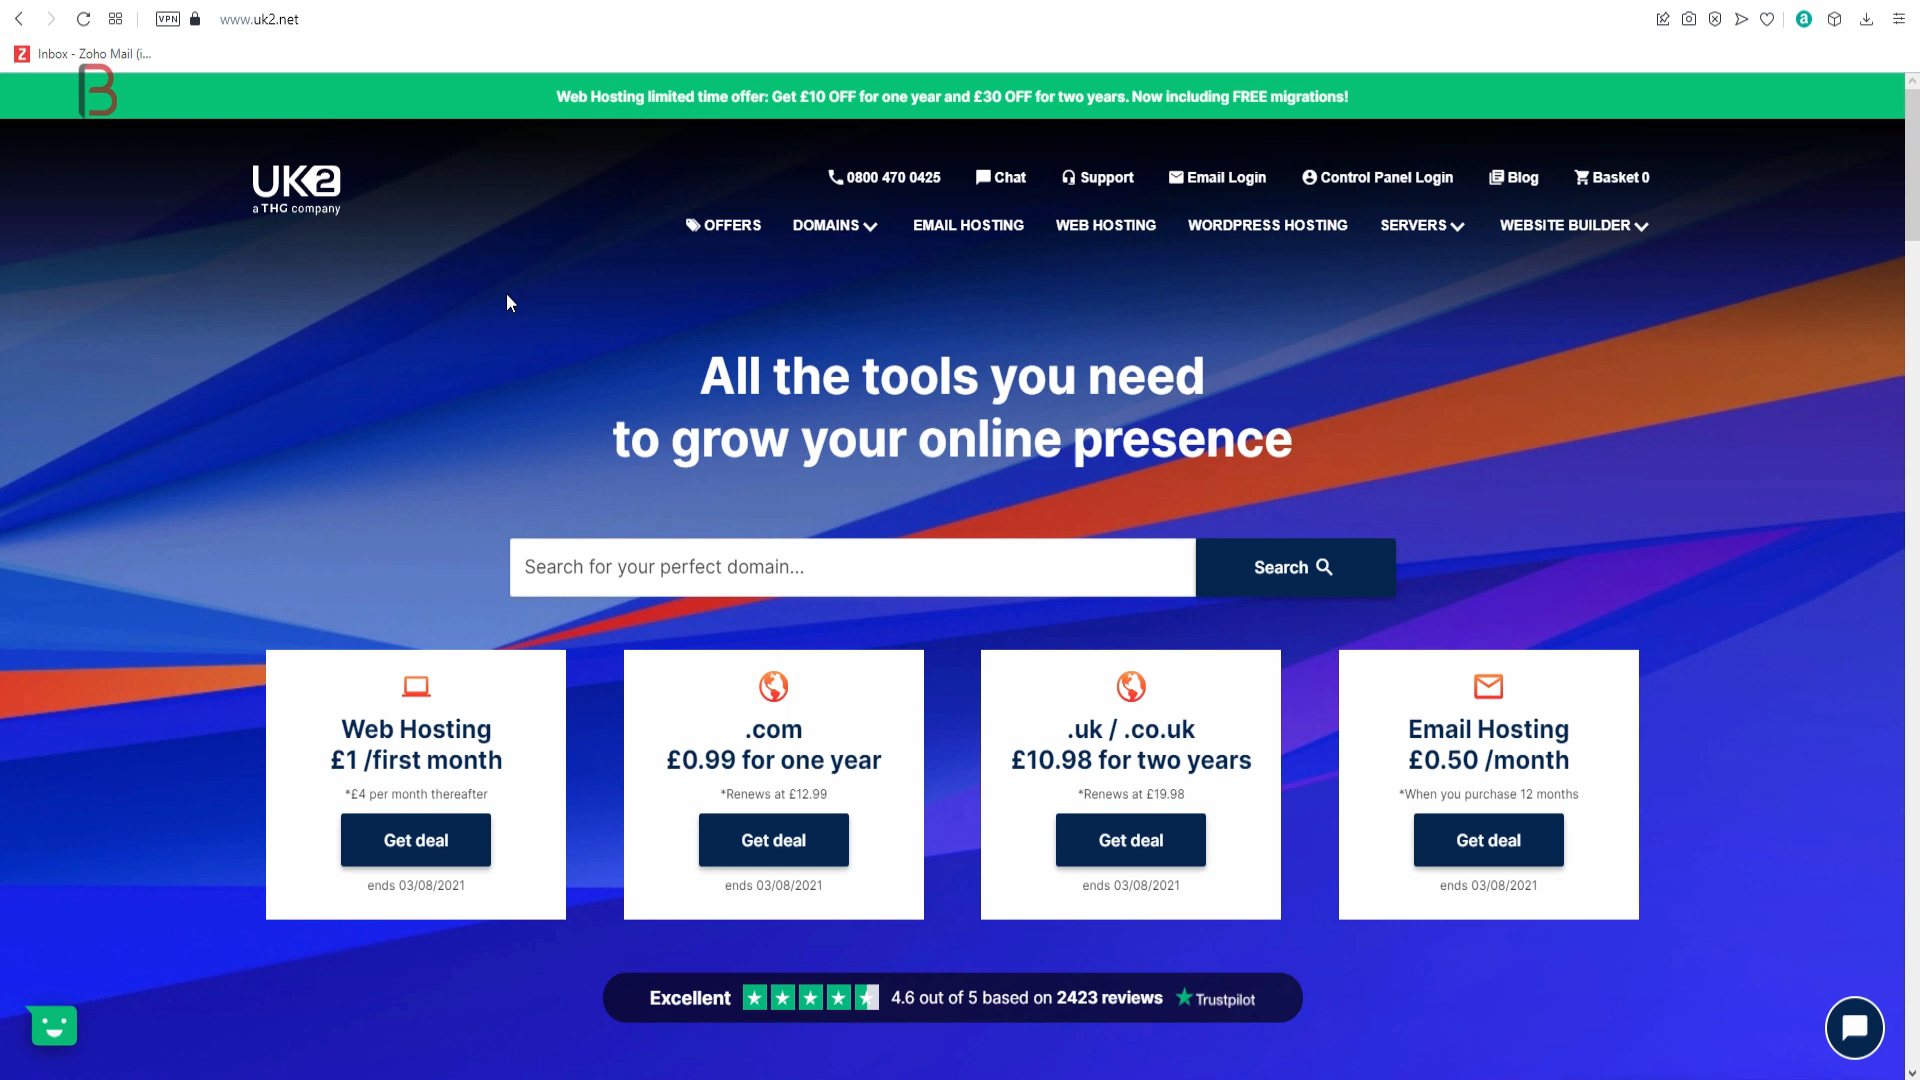 VPN
www.uk2.net
Inbox - Zoho Mail (i...
Web Hosting limited time offer: Get £10 OFF for one year and £30 OFF for two years. Now including FREE migrations!
UK2
a THG company
0800 470 0425
Chat
Support
Email Login
Control Panel Login
Blog
Basket 0
OFFERS
DOMAINS
EMAIL HOSTING
WEB HOSTING
WORDPRESS HOSTING
SERVERS
WEBSITE BUILDER
All the tools you need
to grow your online presence
Search for your perfect domain...
Search
Web Hosting
£1 /first month
*£4 per month thereafter
Get deal
ends 03/08/2021
.com
£0.99 for one year
*Renews at £12.99
Get deal
ends 03/08/2021
.uk / .co.uk
£10.98 for two years
*Renews at £19.98
Get deal
ends 03/08/2021
Email Hosting
£0.50 /month
*When you purchase 12 months
Get deal
ends 03/08/2021
Excellent 4.6 out of 5 based on 2423 reviews Trustpilot